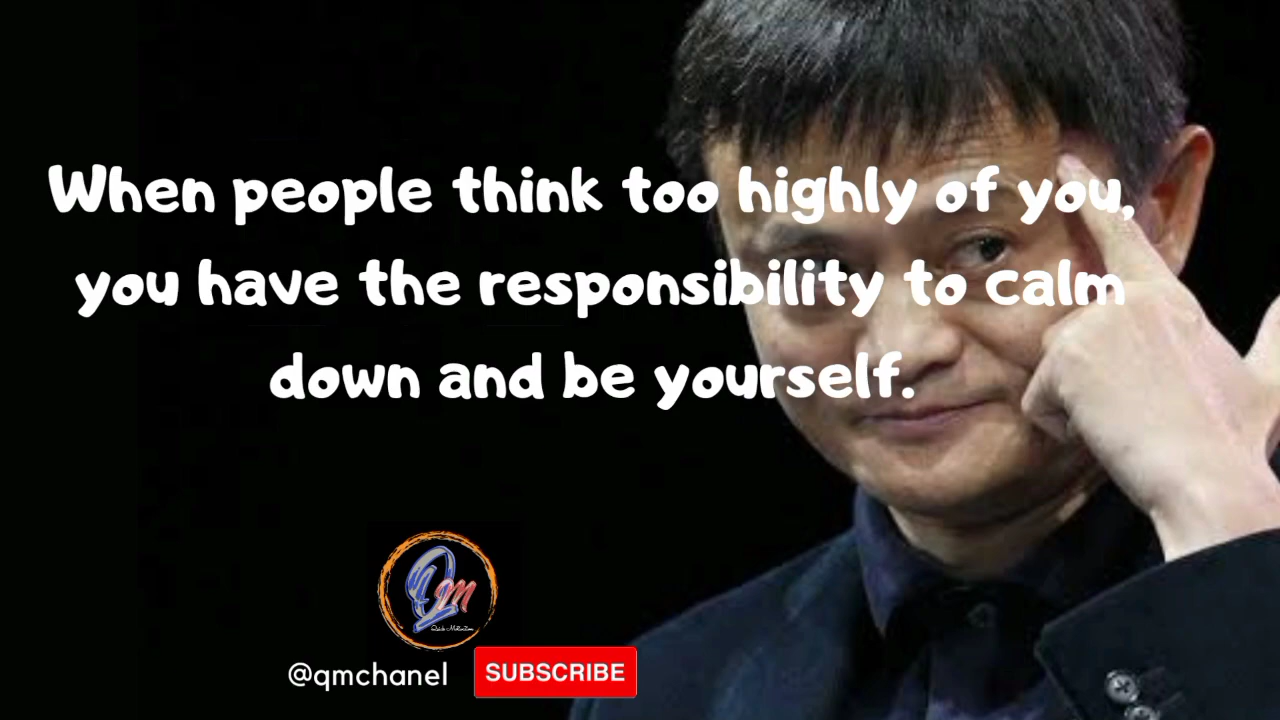 When people think too highly of you,
you have the responsibility to calm
down and be yourself.
QM
@qmchanel
SUBSCRIBE